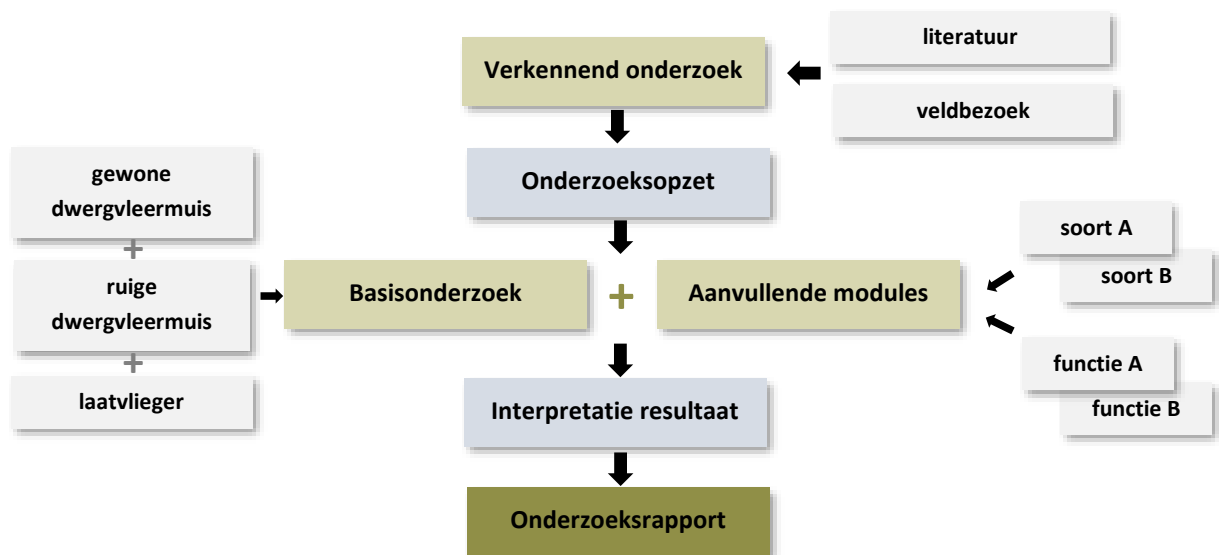 literatuur
Verkennend onderzoek
veldbezoek
Onderzoeksopzet
gewone
dwergvleermuis
+
ruige
dwergvleermuis
+
laatvlieger
Basisonderzoek
+
Aanvullende modules
soort A
soort B
functie A
functie B
Interpretatie resultaat
Onderzoeksrapport